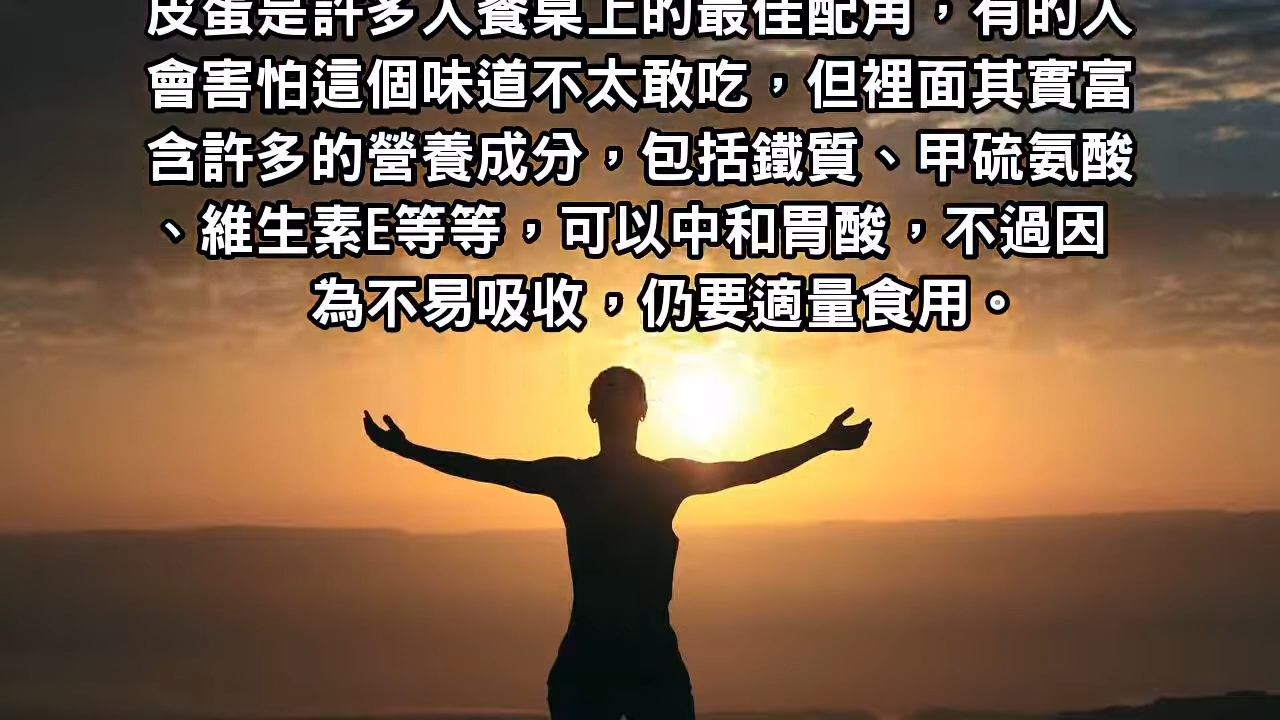 皮蛋是許多人餐桌上的最佳配角，有的人
會害怕這個味道不太敢吃，但裡面其實富
含許多的營養成分，包括鐵質、甲硫氨酸
、維生素E等等，可以中和胃酸，不過因
為不易吸收，仍要適量食用。